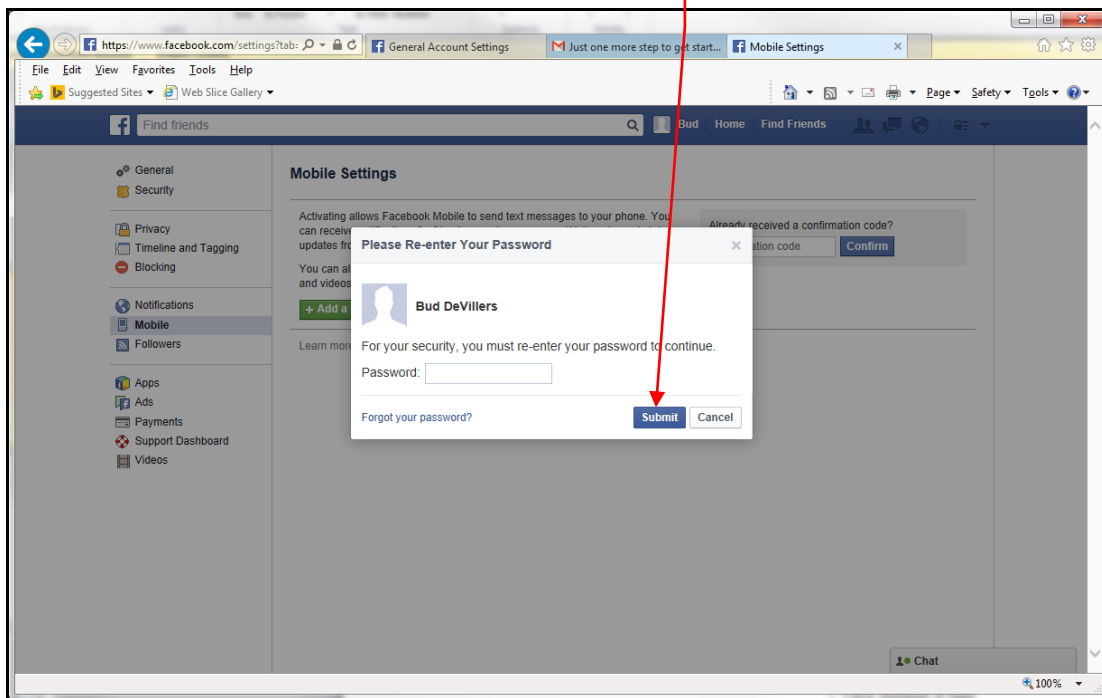 https://www.facebook.com/settings?tab=
General Account Settings
Just one more step to get start...
Mobile Settings
File Edit View Favorites Tools Help
Suggested Sites Web Slice Gallery
Page Safety Tools
Find friends
Bud Home Find Friends
General
Security
Privacy
Timeline and Tagging
Blocking
Notifications
Mobile
Followers
Apps
Ads
Payments
Support Dashboard
Videos
Mobile Settings
Activating allows Facebook Mobile to send text messages to your phone. You
can receive
updates fro
You can al
and videos
+ Add a
Learn more
Already received a confirmation code?
ation code Confirm
Please Re-enter Your Password
Bud DeVillers
For your security, you must re-enter your password to continue.
Password:
Forgot your password? Submit Cancel
Chat
100%